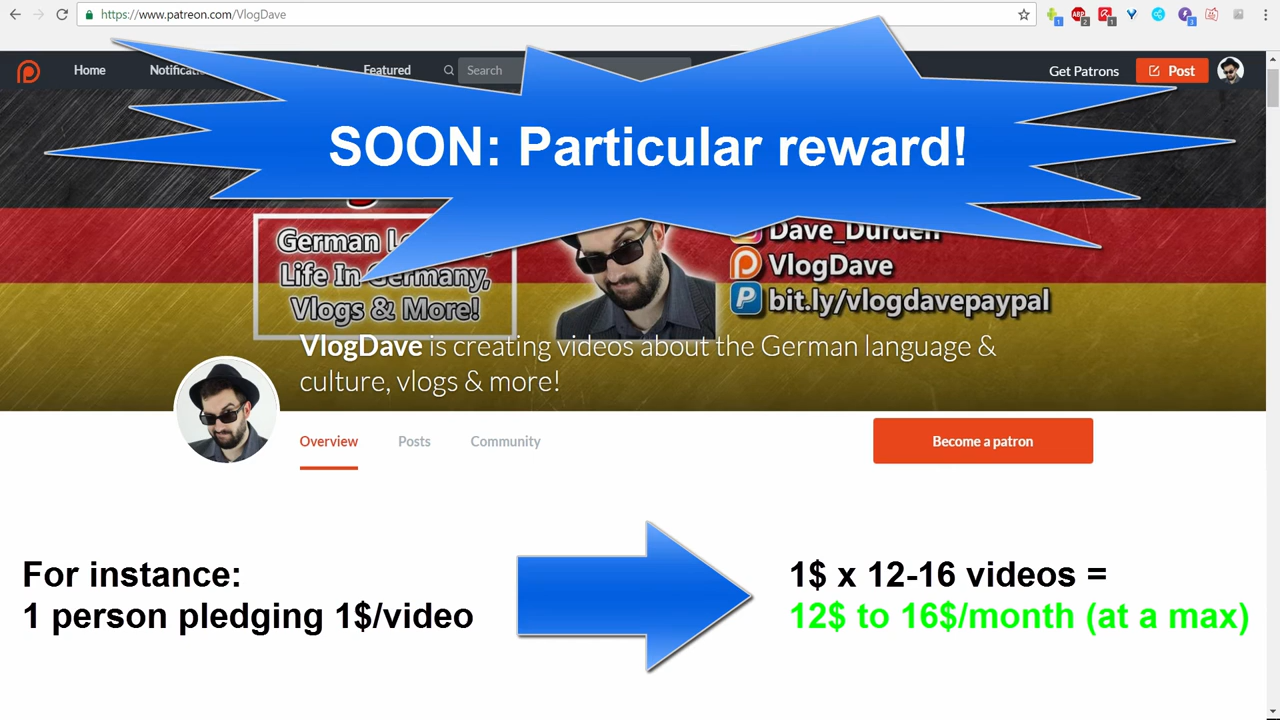 https://www.patreon.com/VlogDave
Home
Featured
Search
Get Patrons
Post
SOON: Particular reward!
German
Life In Germany,
Vlogs & More!
Dave_Durden
VlogDave
bit.ly/vlogdavepaypal
VlogDave is creating videos about the German language &
culture, vlogs & more!
Overview
Posts
Community
Become a patron
For instance:
1 person pledging 1$/video
1$ x 12-16 videos =
12$ to 16$/month (at a max)